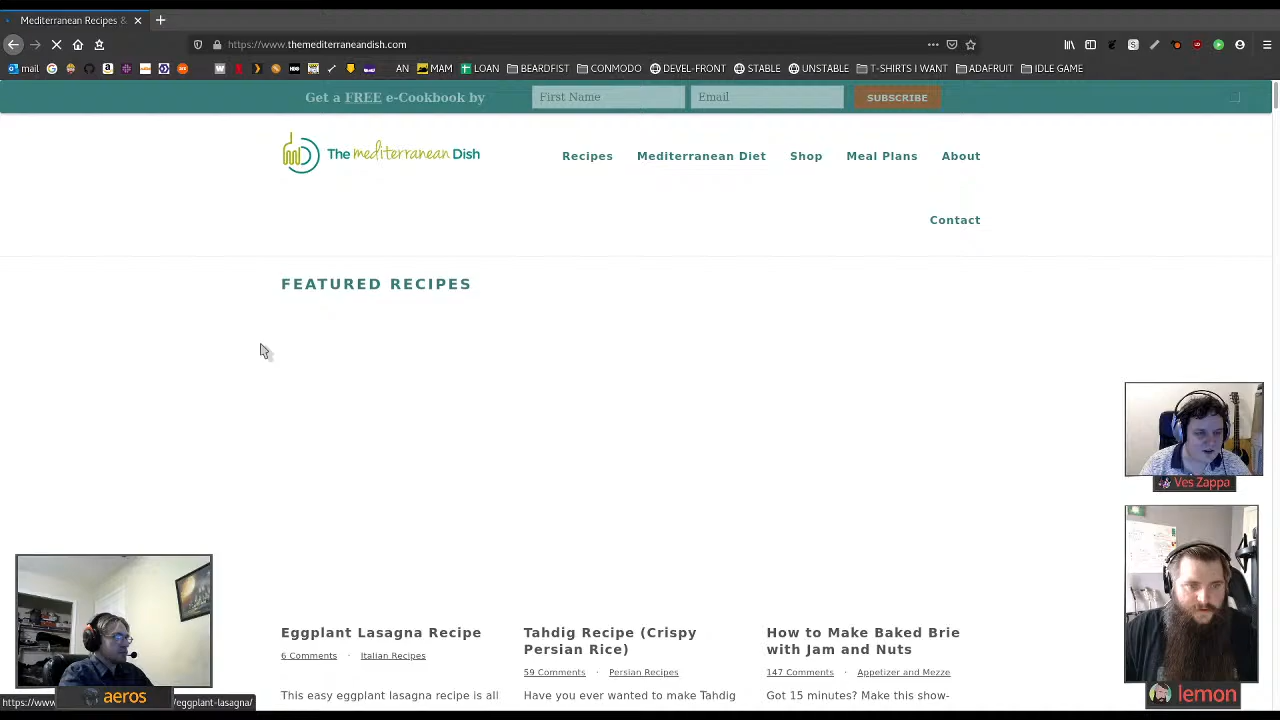 Mediterranean Recipes &
https://www.themediterraneandish.com
mail
AN
MAM
LOAN
BEARDFIST
CONMODO
DEVEL-FRONT
STABLE
UNSTABLE
T-SHIRTS I WANT
ADAFRUIT
IDLE GAME
Get a FREE e-Cookbook by
First Name
Email
SUBSCRIBE
The mediterranean Dish
Recipes
Mediterranean Diet
Shop
Meal Plans
About
Contact
FEATURED RECIPES
Eggplant Lasagna Recipe
6 Comments · Italian Recipes
This easy eggplant lasagna recipe is all
Tahdig Recipe (Crispy
Persian Rice)
59 Comments · Persian Recipes
Have you ever wanted to make Tahdig
How to Make Baked Brie
with Jam and Nuts
147 Comments · Appetizer and Mezze
Got 15 minutes? Make this show-
Ves Zappa
lemon
aeros
https://www
/eggplant-lasagna/